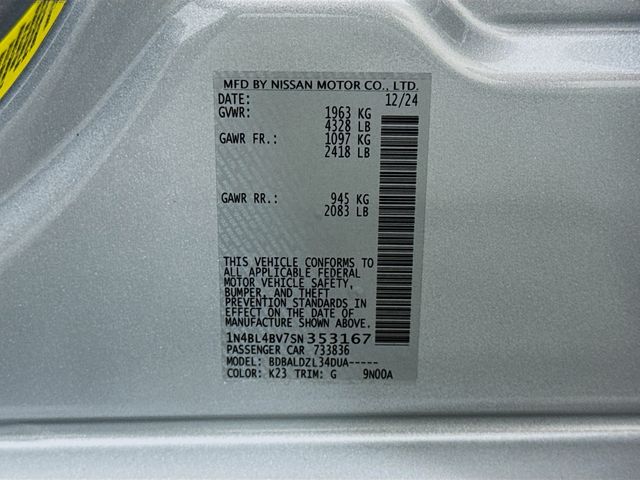 MFD BY NISSAN MOTOR CO., LTD.
DATE: 12/24
GVWR: 1963 KG
4328 LB
GAWR FR.: 1097 KG
2418 LB
GAWR RR.: 945 KG
2083 LB
THIS VEHICLE CONFORMS TO
ALL APPLICABLE FEDERAL
MOTOR VEHICLE SAFETY,
BUMPER, AND THEFT
PREVENTION STANDARDS IN
EFFECT ON THE DATE OF
MANUFACTURE SHOWN ABOVE.
1N4BL4BV7SN353167
PASSENGER CAR 733836
MODEL: BDBALDZL34DUA-----
COLOR: K23 TRIM: G 9N00A